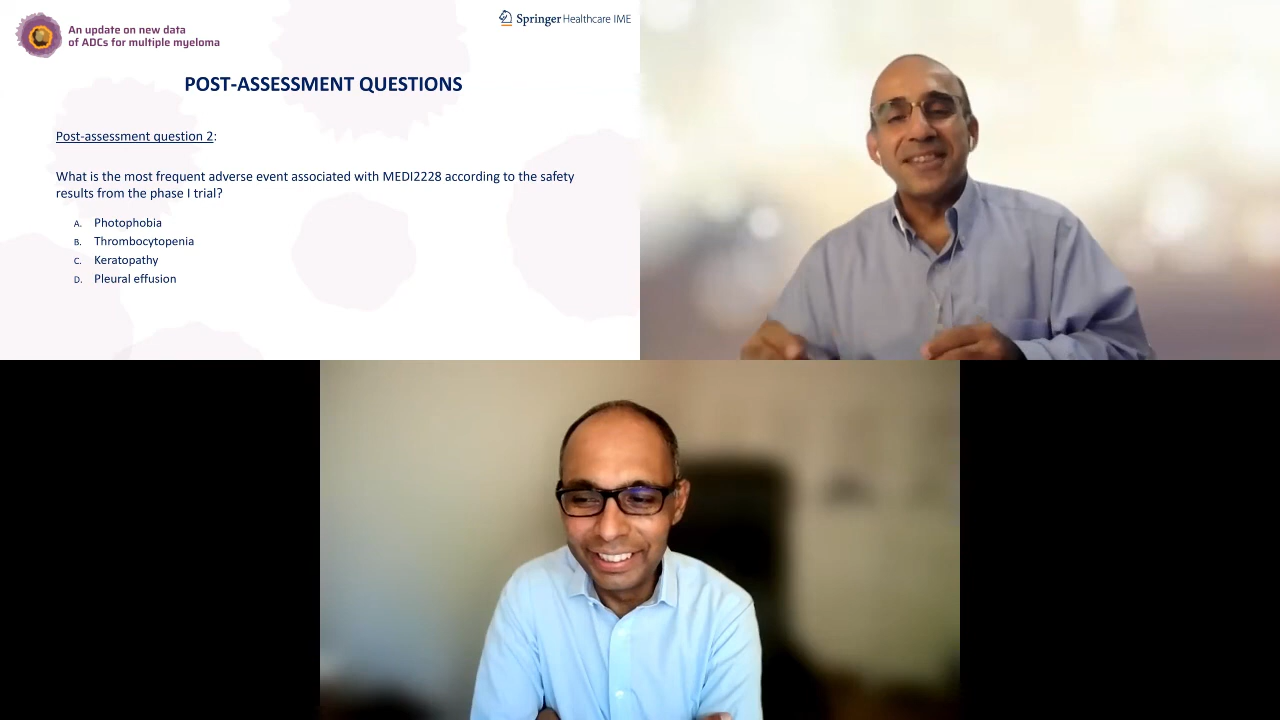 An update on new data
of ADCs for multiple myeloma
Springer Healthcare IME
POST-ASSESSMENT QUESTIONS
Post-assessment question 2:
What is the most frequent adverse event associated with MEDI2228 according to the safety
results from the phase I trial?
A. Photophobia
B. Thrombocytopenia
C. Keratopathy
D. Pleural effusion